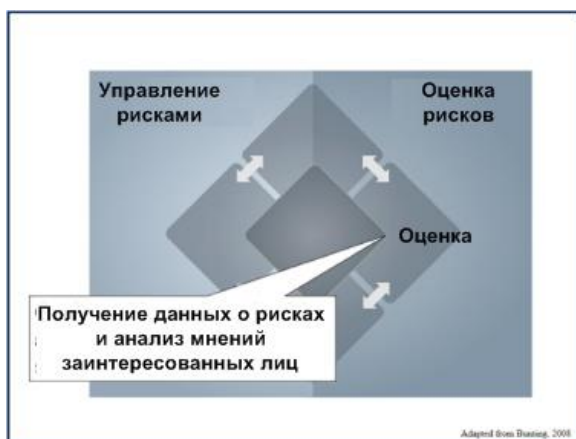 Управление
рисками
Оценка
рисков
Оценка
Получение данных о рисках
и анализ мнений
заинтересованных лиц
Adapted from Bunting, 2008